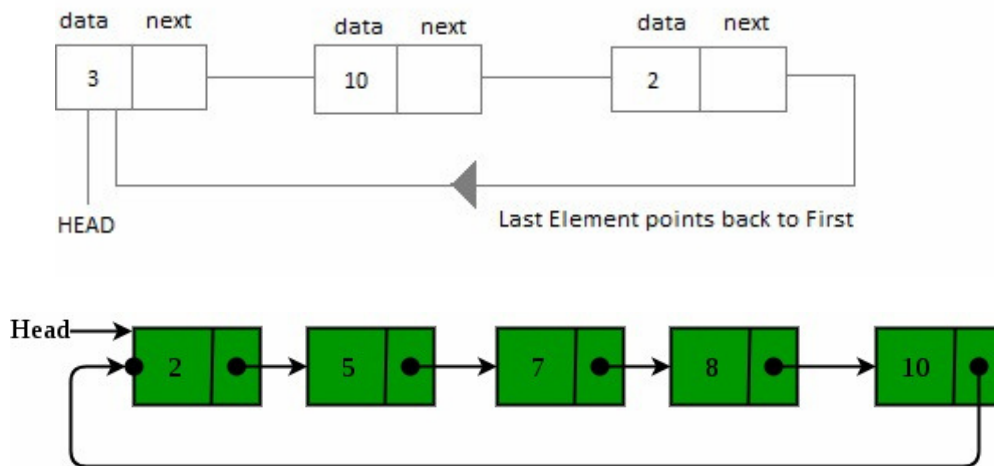 data next data next data next
3 10 2
HEAD
Last Element points back to First
Head 2 5 7 8 10